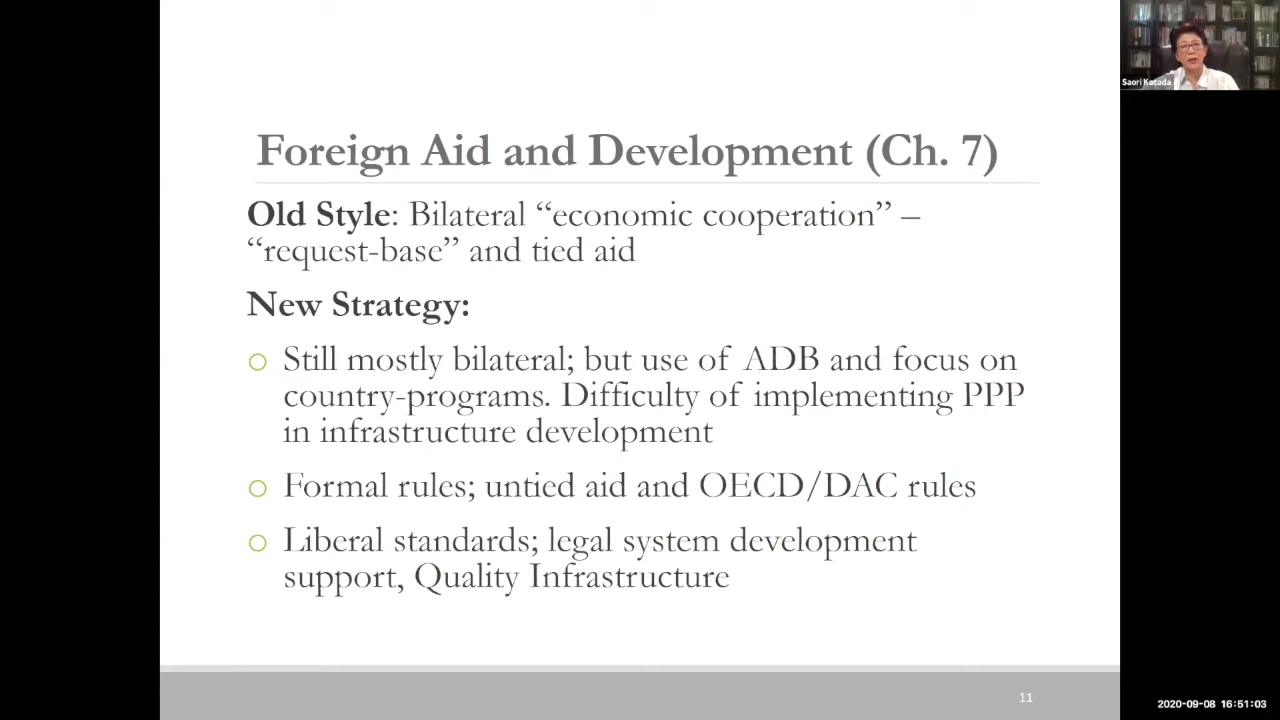 Foreign Aid and Development (Ch. 7)
Old Style: Bilateral “economic cooperation” –
“request-base” and tied aid
New Strategy:
Still mostly bilateral; but use of ADB and focus on
country-programs. Difficulty of implementing PPP
in infrastructure development
Formal rules; untied aid and OECD/DAC rules
Liberal standards; legal system development
support, Quality Infrastructure
11
Saori Katada
2020-09-08 16:51:03